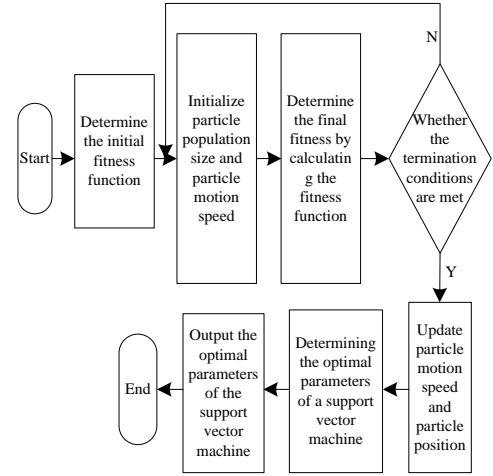 N
Start
Determine
the initial
fitness
function
Initialize
particle
population
size and
particle
motion
speed
Determine
the final
fitness by
calculatin
g the
fitness
function
Whether
the
termination
conditions
are met
Y
Update
particle
motion
speed
and
particle
position
Determining
the optimal
parameters
of a support
vector
machine
Output the
optimal
parameters
of the
support
vector
machine
End